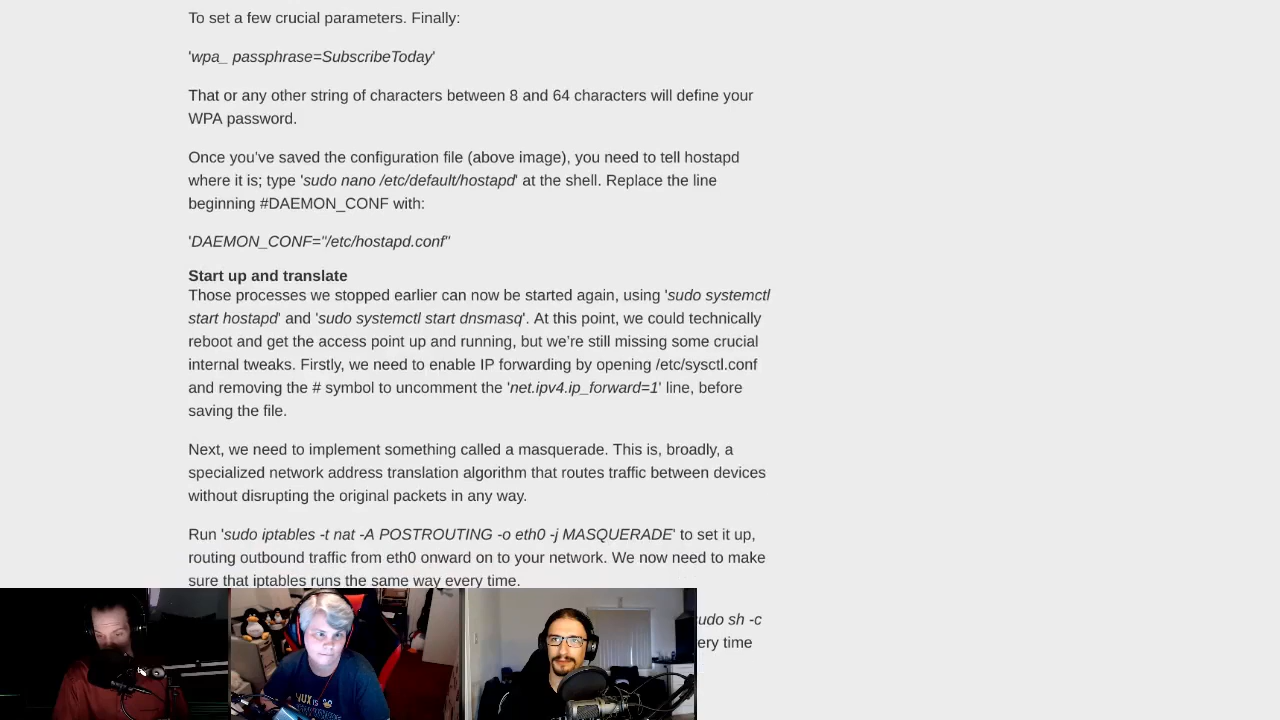 To set a few crucial parameters. Finally:
'wpa_ passphrase=SubscribeToday'
That or any other string of characters between 8 and 64 characters will define your
WPA password.
Once you've saved the configuration file (above image), you need to tell hostapd
where it is; type 'sudo nano /etc/default/hostapd' at the shell. Replace the line
beginning #DAEMON_CONF with:
'DAEMON_CONF="/etc/hostapd.conf"
Start up and translate
Those processes we stopped earlier can now be started again, using 'sudo systemctl
start hostapd' and 'sudo systemctl start dnsmasq'. At this point, we could technically
reboot and get the access point up and running, but we're still missing some crucial
internal tweaks. Firstly, we need to enable IP forwarding by opening /etc/sysctl.conf
and removing the # symbol to uncomment the 'net.ipv4.ip_forward=1' line, before
saving the file.
Next, we need to implement something called a masquerade. This is, broadly, a
specialized network address translation algorithm that routes traffic between devices
without disrupting the original packets in any way.
Run 'sudo iptables -t nat -A POSTROUTING -o eth0 -j MASQUERADE' to set it up,
routing outbound traffic from eth0 onward on to your network. We now need to make
sure that iptables runs the same way every time.
udo sh -c
ery time